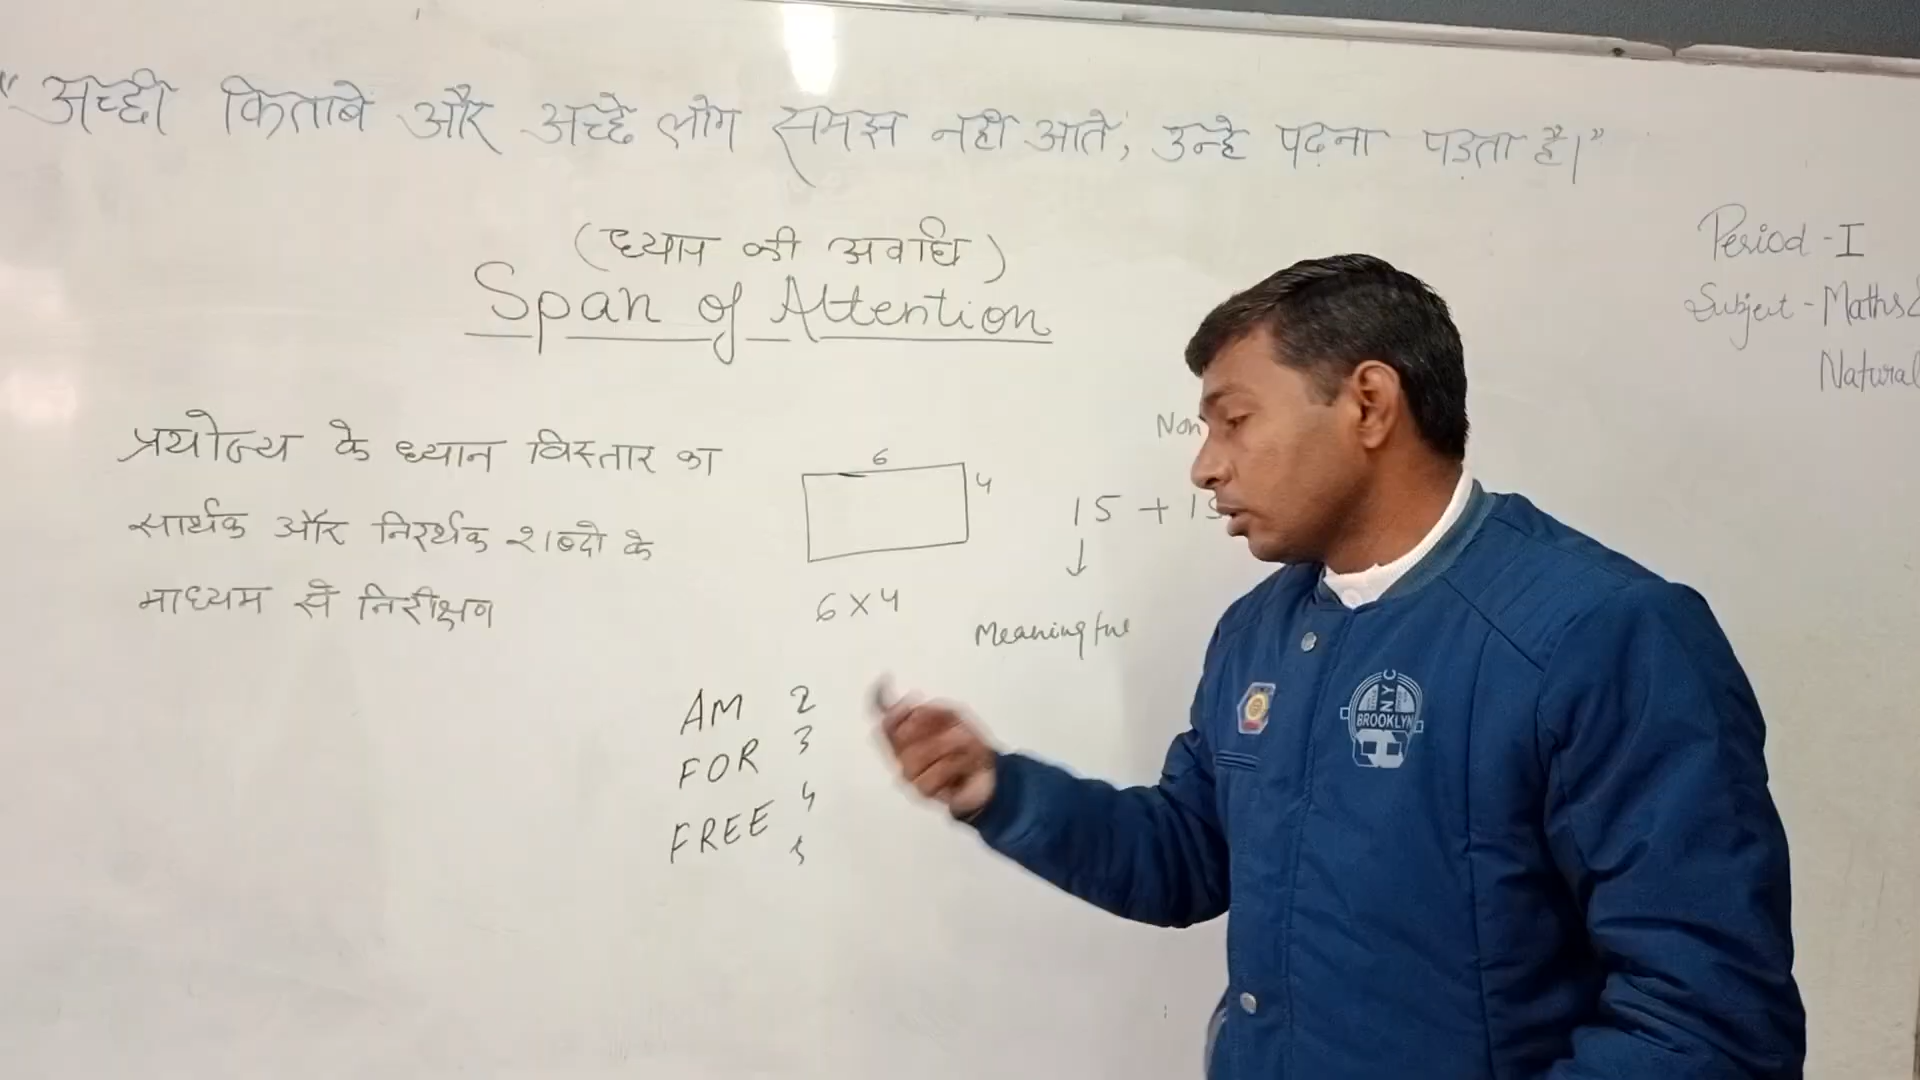 "अच्छी किताबे और अच्छे लोग समझ नहीं आते, उन्हे पढ़ना पड़ता है।"
(ध्यान की अवधि)
Span of Attention
Period - I
Subject - Maths &
Natural
प्रयोज्य के ध्यान विस्तार का
सार्थक और निरर्थक शब्दो के
माध्यम से निरीक्षण
6
4
6 x 4
Non
15 + 15
Meaningful
AM 2
FOR 3
FREE 4
5
NYC
BROOKLYN